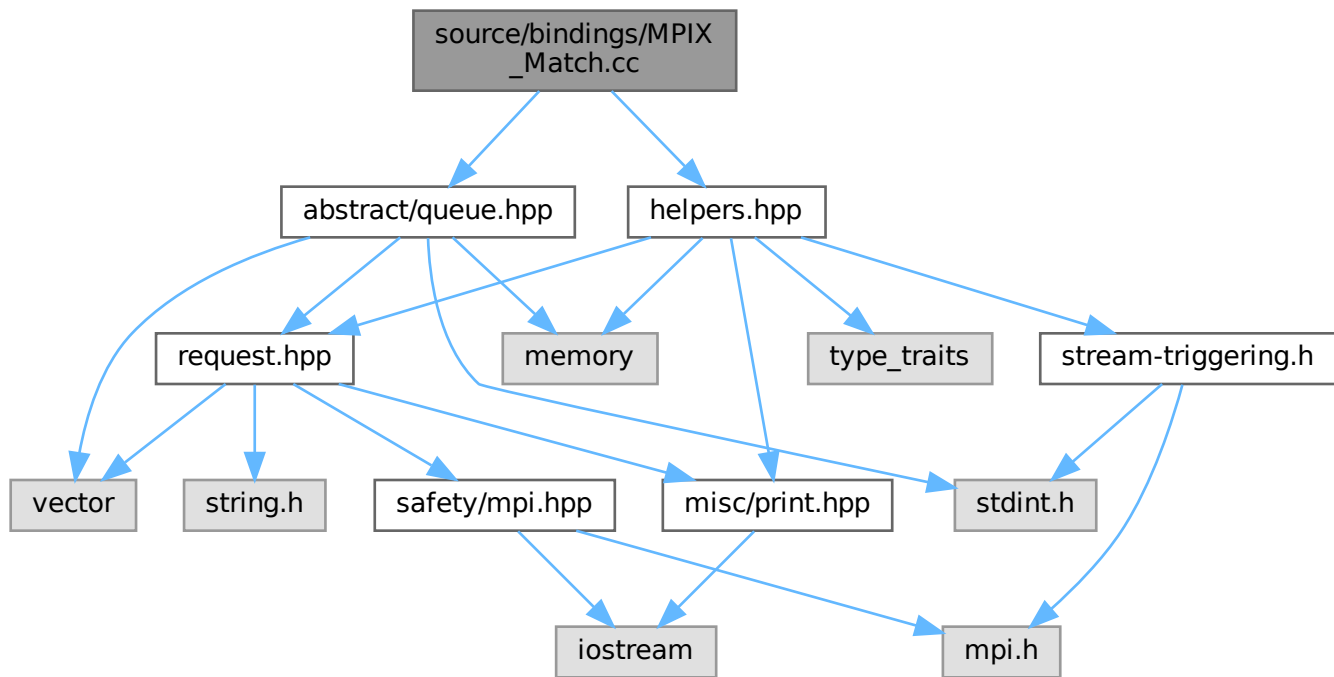 source/bindings/MPIX
_Match.cc
abstract/queue.hpp
helpers.hpp
request.hpp
memory
type_traits
stream-triggering.h
vector
string.h
safety/mpi.hpp
misc/print.hpp
stdint.h
iostream
mpi.h